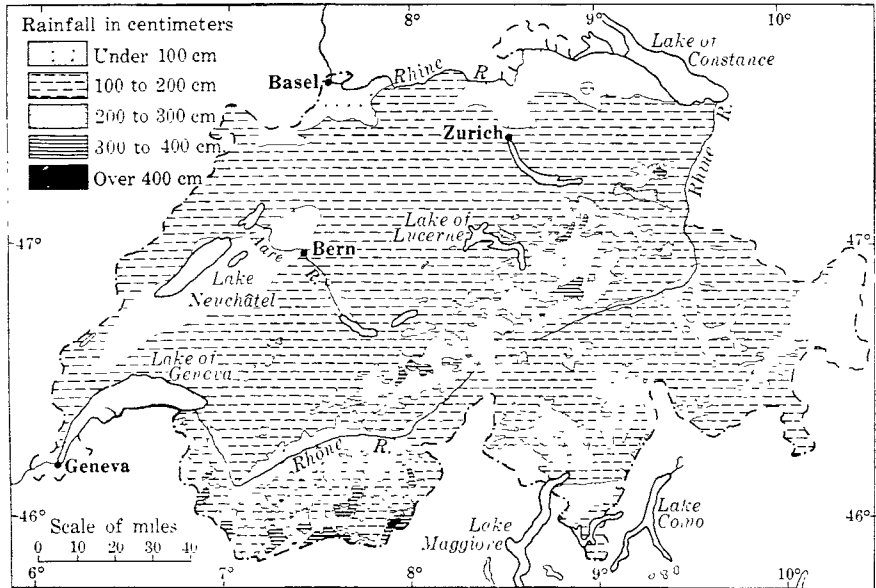 8° 9° 10°
Rainfall in centimeters
Under 100 cm
100 to 200 cm
200 to 300 cm
300 to 400 cm.
Over 400 cm
Basel
Rhine R
Lake of
Constance
Zurich
Rhine R.
47°
47°
Lake of
Lucerne
Aare R.
Bern
Lake
Neuchâtel
Lake of
Geneva
Rhône R.
Geneva
46°
46°
Scale of miles
0 10 20 30 40
Lake
Maggiore
Lake
Como
6° 7° 8° 9° 10°